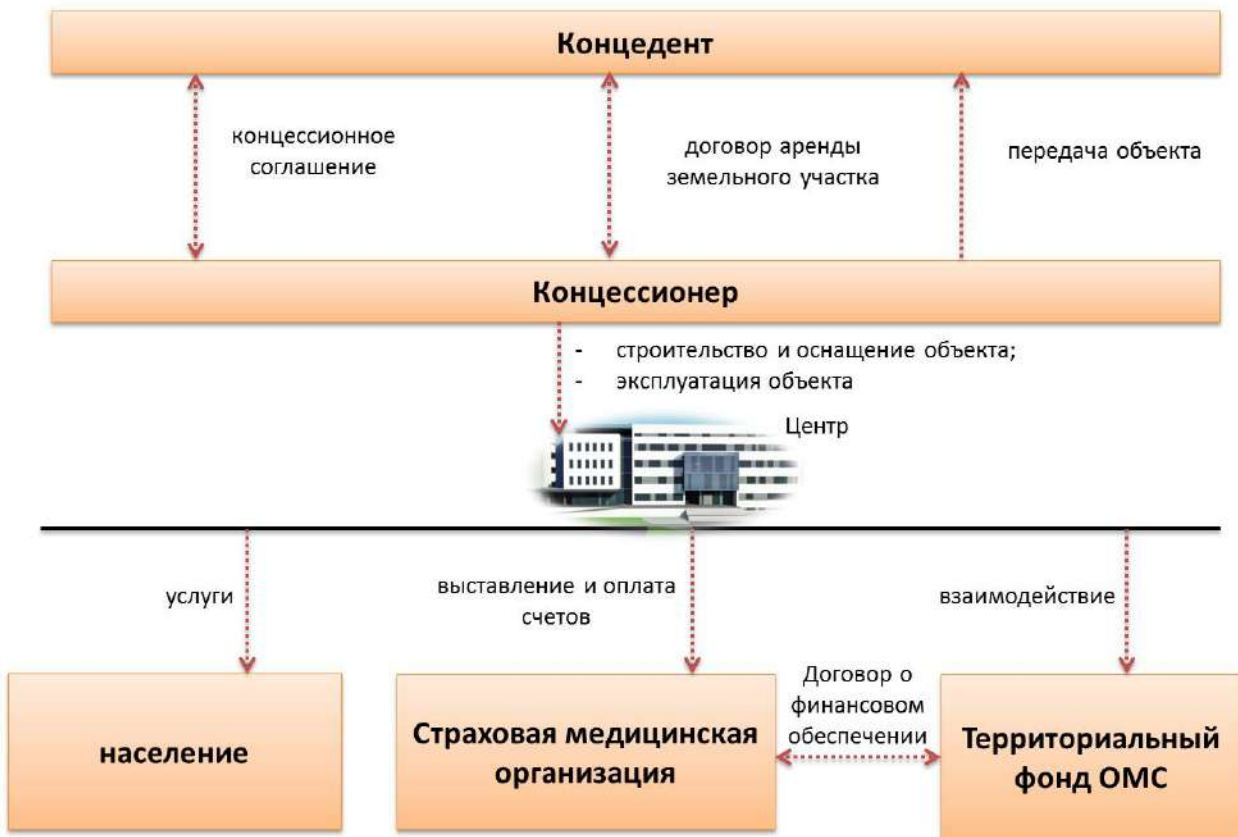 Концедент
концессионное
соглашение
договор аренды
земельного участка
передача объекта
Концессионер
- строительство и оснащение объекта;
- эксплуатация объекта
Центр
услуги
выставление и оплата
счетов
взаимодействие
население
Страховая медицинская
организация
Договор о
финансовом
обеспечении
Территориальный
фонд ОМС